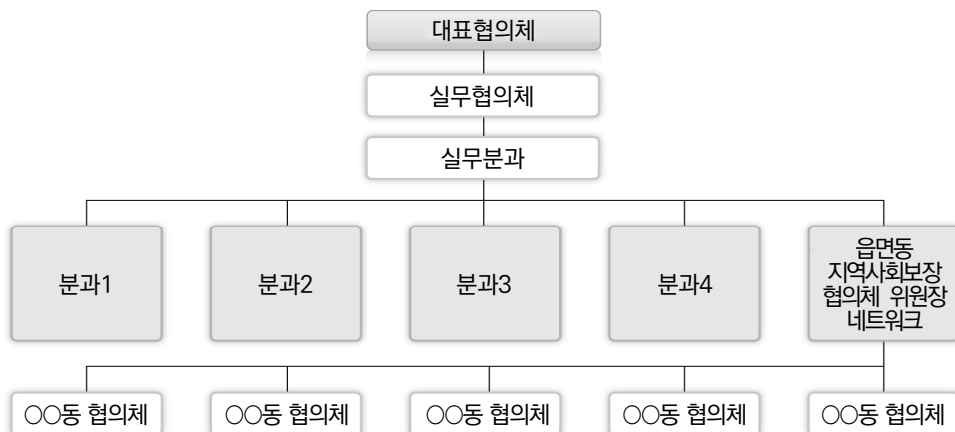 대표협의체
실무협의체
실무분과
분과1
분과2
분과3
분과4
읍면동
지역사회보장
협의체 위원장
네트워크
○○동 협의체
○○동 협의체
○○동 협의체
○○동 협의체
○○동 협의체